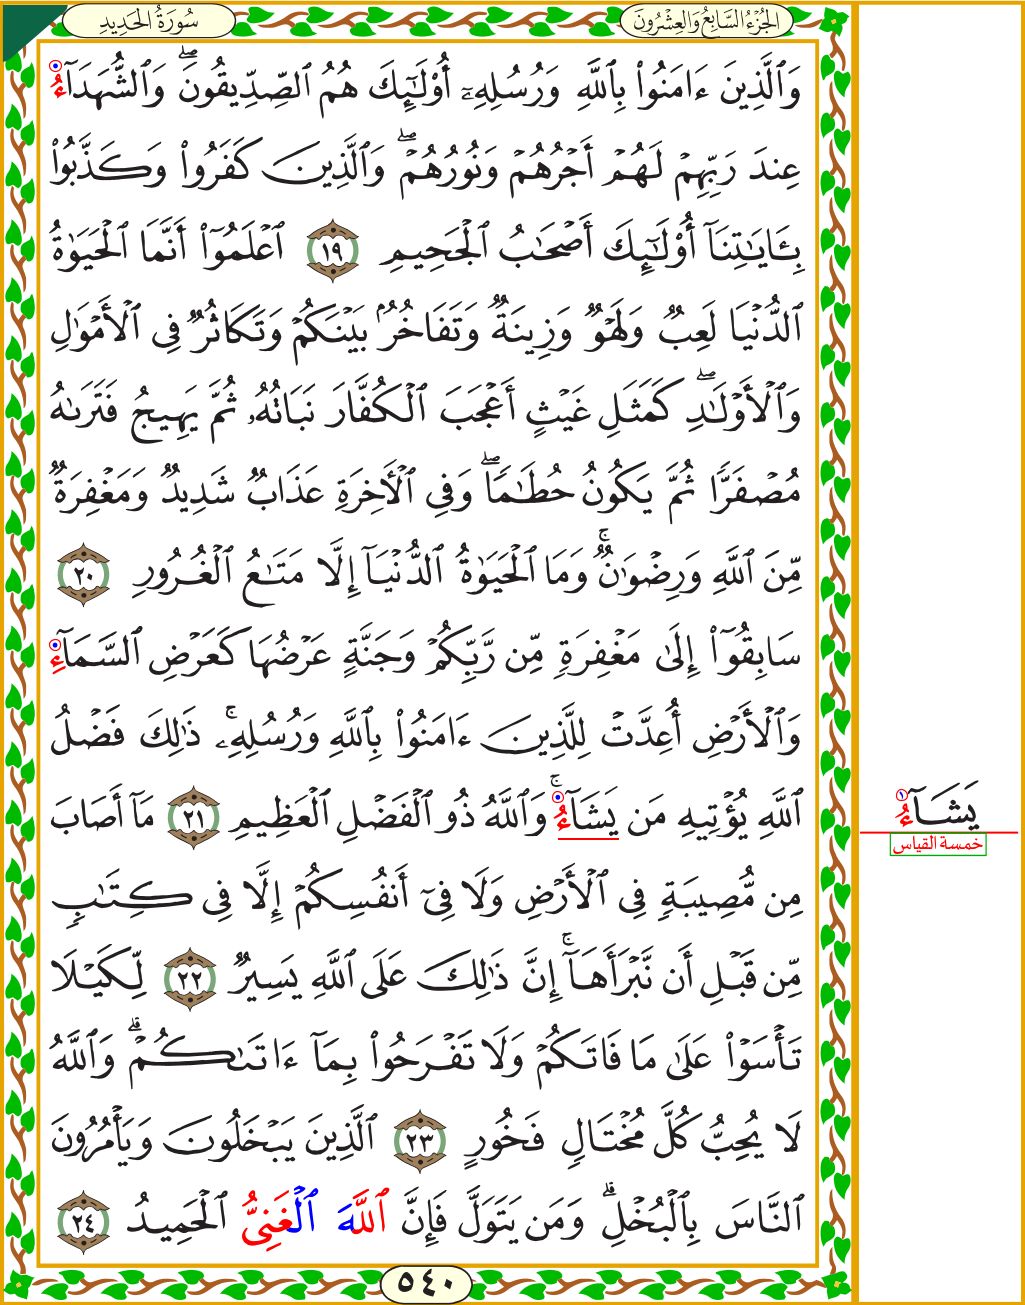 سُورَةُ الحَدِيدِ
الجُزْءُ السَّابِعُ وَالعِشْرُونَ
وَٱلَّذِينَ ءَامَنُوا۟ بِٱللَّهِ وَرُسُلِهِۦٓ أُو۟لَـٰٓئِكَ هُمُ ٱلصِّدِّيقُونَ ۖ وَٱلشُّهَدَآءُ
عِندَ رَبِّهِمْ لَهُمْ أَجْرُهُمْ وَنُورُهُمْ ۖ وَٱلَّذِينَ كَفَرُوا۟ وَكَذَّبُوا۟
بِـَٔايَـٰتِنَآ أُو۟لَـٰٓئِكَ أَصْحَـٰبُ ٱلْجَحِيمِ ١٩ ٱعْلَمُوٓا۟ أَنَّمَا ٱلْحَيَوٰةُ
ٱلدُّنْيَا لَعِبٌ وَلَهْوٌ وَزِينَةٌ وَتَفَاخُرٌۢ بَيْنَكُمْ وَتَكَاثُرٌ فِى ٱلْأَمْوَٰلِ
وَٱلْأَوْلَـٰدِ ۖ كَمَثَلِ غَيْثٍ أَعْجَبَ ٱلْكُفَّارَ نَبَاتُهُۥ ثُمَّ يَهِيجُ فَتَرَىٰهُ
مُصْفَرًّا ثُمَّ يَكُونُ حُطَـٰمًا ۖ وَفِى ٱلْـَٔاخِرَةِ عَذَابٌ شَدِيدٌ وَمَغْفِرَةٌ
مِّنَ ٱللَّهِ وَرِضْوَٰنٌ ۚ وَمَا ٱلْحَيَوٰةُ ٱلدُّنْيَآ إِلَّا مَتَـٰعُ ٱلْغُرُورِ ٢٠
سَابِقُوٓا۟ إِلَىٰ مَغْفِرَةٍ مِّن رَّبِّكُمْ وَجَنَّةٍ عَرْضُهَا كَعَرْضِ ٱلسَّمَآءِ
وَٱلْأَرْضِ أُعِدَّتْ لِلَّذِينَ ءَامَنُوا۟ بِٱللَّهِ وَرُسُلِهِۦ ۚ ذَٰلِكَ فَضْلُ
ٱللَّهِ يُؤْتِيهِ مَن يَشَآءُ ۚ وَٱللَّهُ ذُو ٱلْفَضْلِ ٱلْعَظِيمِ ٢١ مَآ أَصَابَ
مِن مُّصِيبَةٍ فِى ٱلْأَرْضِ وَلَا فِىٓ أَنفُسِكُمْ إِلَّا فِى كِتَـٰبٍ
مِّن قَبْلِ أَن نَّبْرَأَهَآ ۚ إِنَّ ذَٰلِكَ عَلَى ٱللَّهِ يَسِيرٌ ٢٢ لِّكَيْلَا
تَأْسَوْا۟ عَلَىٰ مَا فَاتَكُمْ وَلَا تَفْرَحُوا۟ بِمَآ ءَاتَىٰكُمْ ۗ وَٱللَّهُ
لَا يُحِبُّ كُلَّ مُخْتَالٍ فَخُورٍ ٢٣ ٱلَّذِينَ يَبْخَلُونَ وَيَأْمُرُونَ
ٱلنَّاسَ بِٱلْبُخْلِ ۗ وَمَن يَتَوَلَّ فَإِنَّ ٱللَّهَ ٱلْغَنِىُّ ٱلْحَمِيدُ ٢٤
٥٤٠
١
يَشَآءُ
خمسة القياس